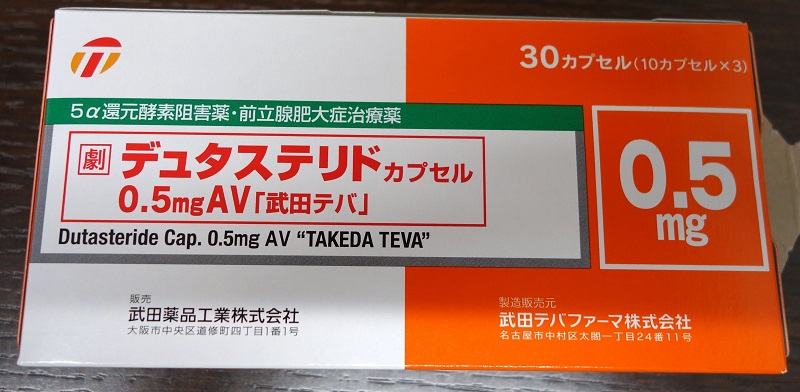 30カプセル(10カプセル×3)
5α還元酵素阻害薬・前立腺肥大症治療薬
劇 デュタステリドカプセル
0.5mgAV「武田テバ」
Dutasteride Cap. 0.5mg AV “TAKEDA TEVA”
0.5
mg
販売
武田薬品工業株式会社
大阪市中央区道修町四丁目1番1号
製造販売元
武田テバファーマ株式会社
名古屋市中村区太閤一丁目24番11号